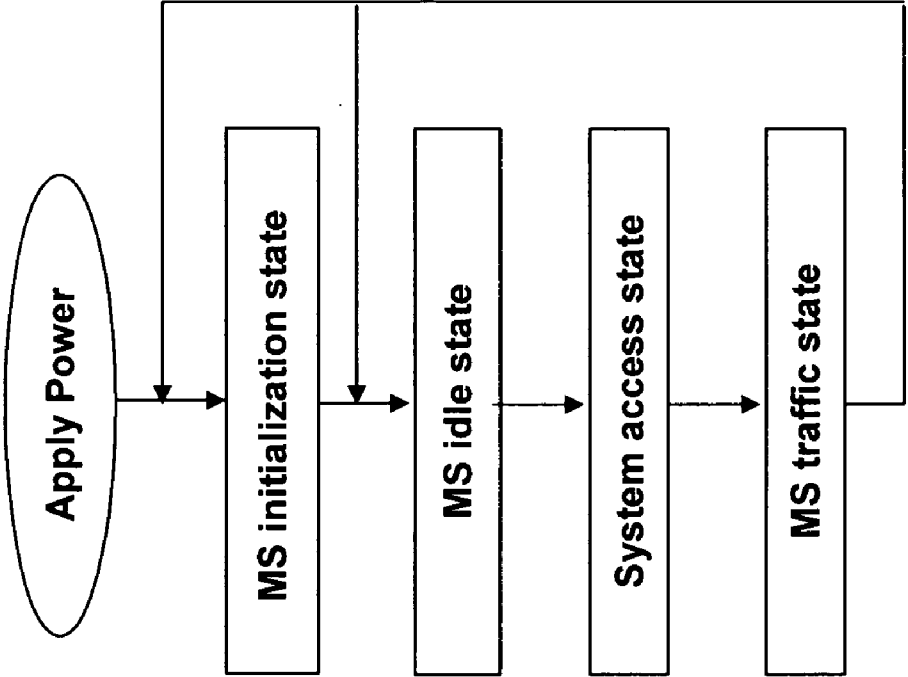 Apply Power
MS initialization state
MS idle state
System access state
MS traffic state